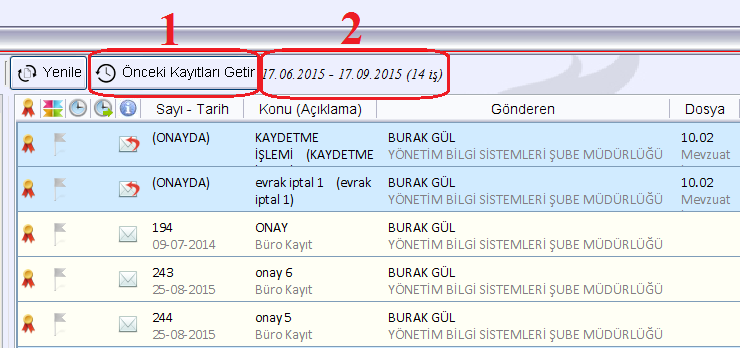 1 2
Yenile Önceki Kayıtları Getir 17.06.2015 - 17.09.2015 (14 iş)
Sayı - Tarih Konu (Açıklama) Gönderen Dosya
(ONAYDA) KAYDETME BURAK GÜL 10.02
İŞLEMİ (KAYDETME YÖNETİM BİLGİ SİSTEMLERİ ŞUBE MÜDÜRLÜĞÜ Mevzuat
(ONAYDA) evrak iptal 1 (evrak BURAK GÜL 10.02
iptal 1) YÖNETİM BİLGİ SİSTEMLERİ ŞUBE MÜDÜRLÜĞÜ Mevzuat
194 ONAY BURAK GÜL
09-07-2014 Büro Kayıt YÖNETİM BİLGİ SİSTEMLERİ ŞUBE MÜDÜRLÜĞÜ
243 onay 6 BURAK GÜL
25-08-2015 Büro Kayıt YÖNETİM BİLGİ SİSTEMLERİ ŞUBE MÜDÜRLÜĞÜ
244 onay 5 BURAK GÜL
25-08-2015 Büro Kayıt YÖNETİM BİLGİ SİSTEMLERİ ŞUBE MÜDÜRLÜĞÜ